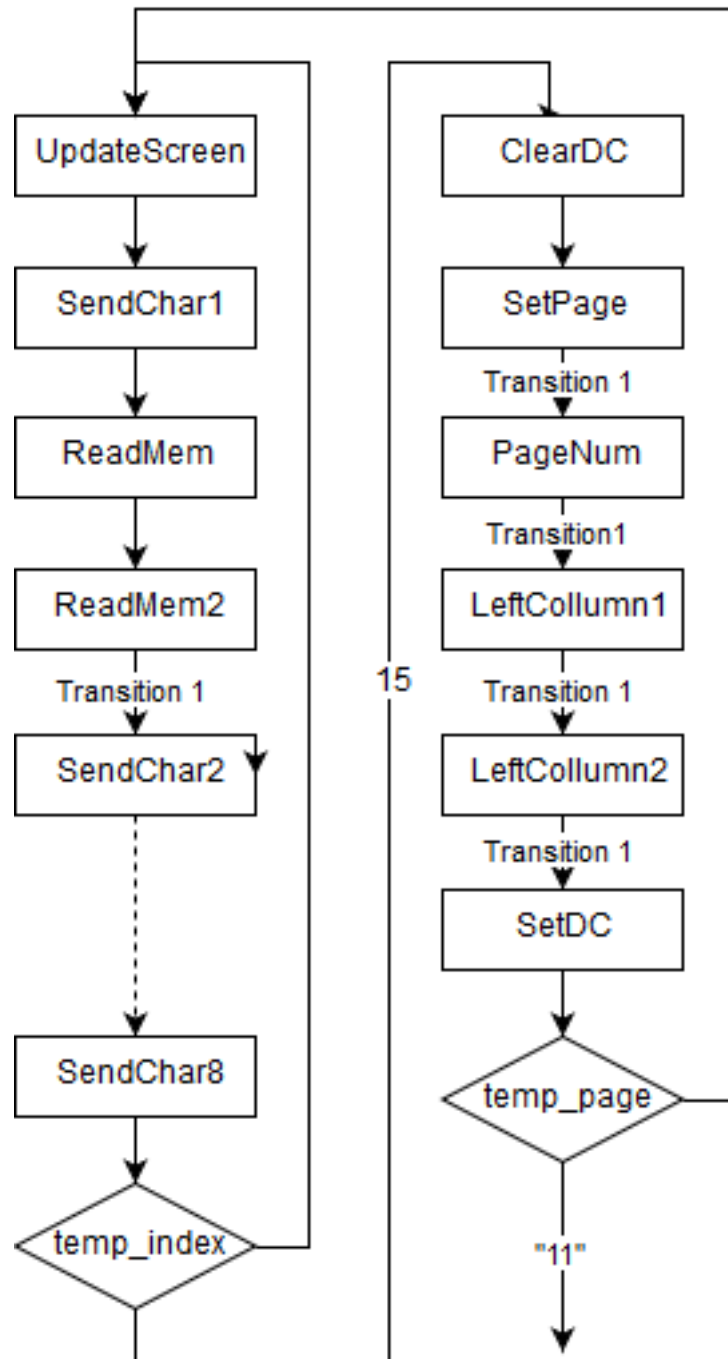 UpdateScreen
SendChar1
ReadMem
ReadMem2
Transition 1
SendChar2
SendChar8
temp_index
15
ClearDC
SetPage
Transition 1
PageNum
Transition1
LeftCollumn1
Transition 1
LeftCollumn2
Transition 1
SetDC
temp_page
"11"